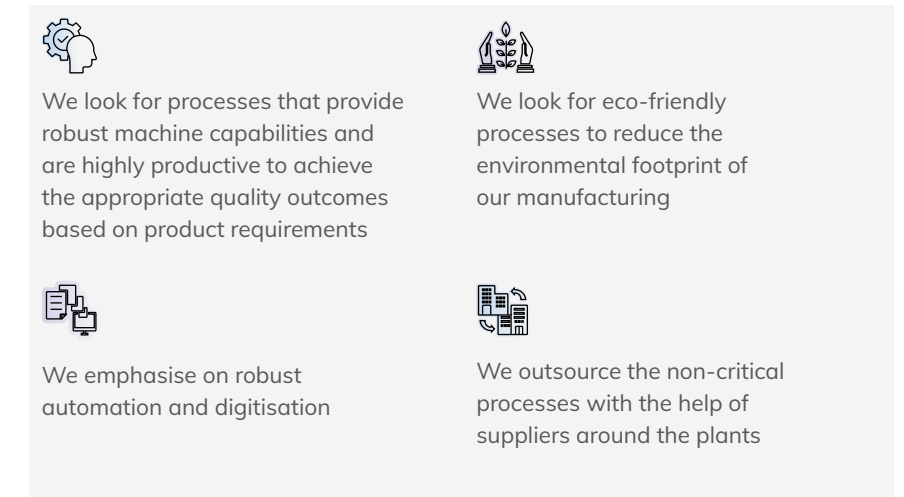 We look for processes that provide
robust machine capabilities and
are highly productive to achieve
the appropriate quality outcomes
based on product requirements
We look for eco-friendly
processes to reduce the
environmental footprint of
our manufacturing
We emphasise on robust
automation and digitisation
We outsource the non-critical
processes with the help of
suppliers around the plants